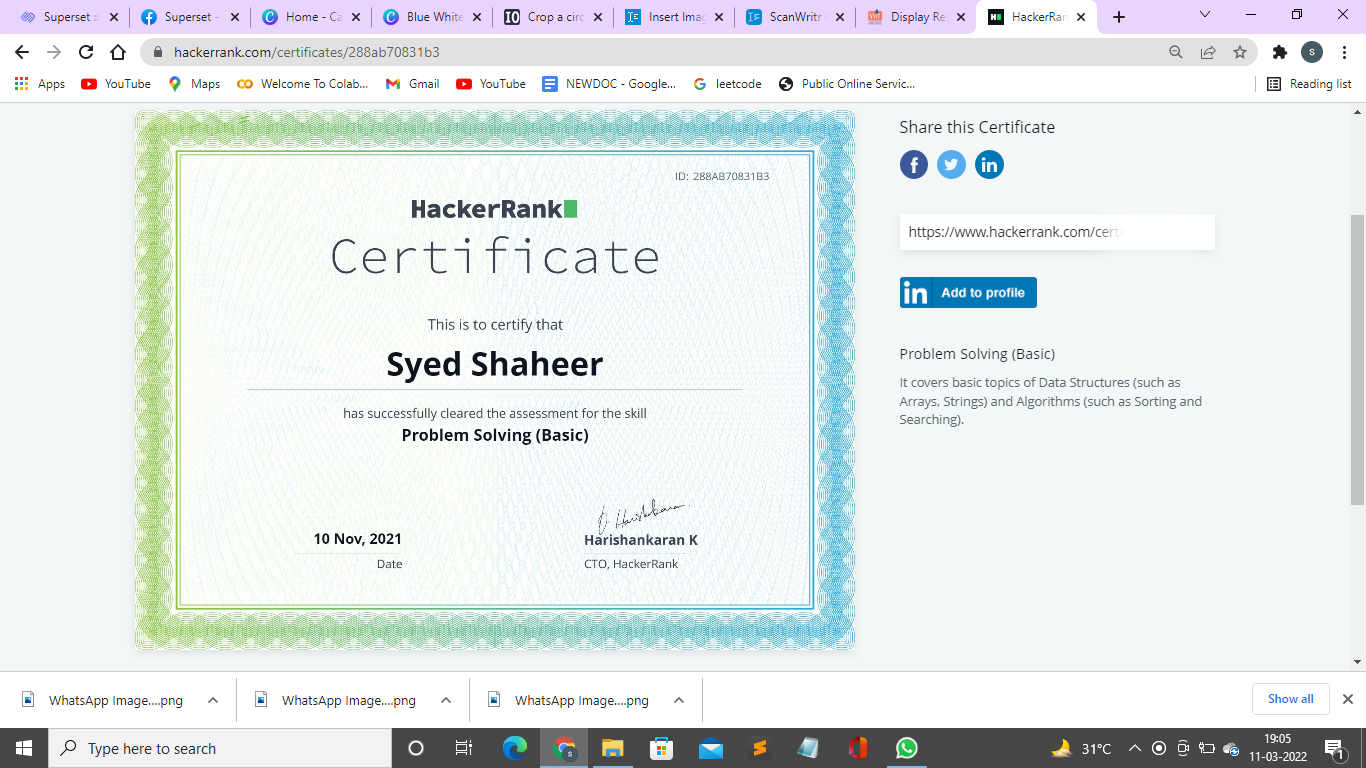 Superset
Superset -
Home - Ca
Blue White
Crop a circ
Insert Imag
ScanWritr
Display Res
HackerRan
hackerrank.com/certificates/288ab70831b3
S
Apps
YouTube
Maps
Welcome To Colab...
Gmail
YouTube
NEWDOC - Google...
leetcode
Public Online Servic...
Reading list
ID: 288AB70831B3
HackerRank
Certificate
This is to certify that
Syed Shaheer
has successfully cleared the assessment for the skill
Problem Solving (Basic)
10 Nov, 2021
Date
Harishankaran K
CTO, HackerRank
Share this Certificate
https://www.hackerrank.com/cert
in Add to profile
Problem Solving (Basic)
It covers basic topics of Data Structures (such as
Arrays, Strings) and Algorithms (such as Sorting and
Searching).
WhatsApp Image....png
WhatsApp Image....png
WhatsApp Image....png
Show all
Type here to search
31°C
19:05
11-03-2022
1